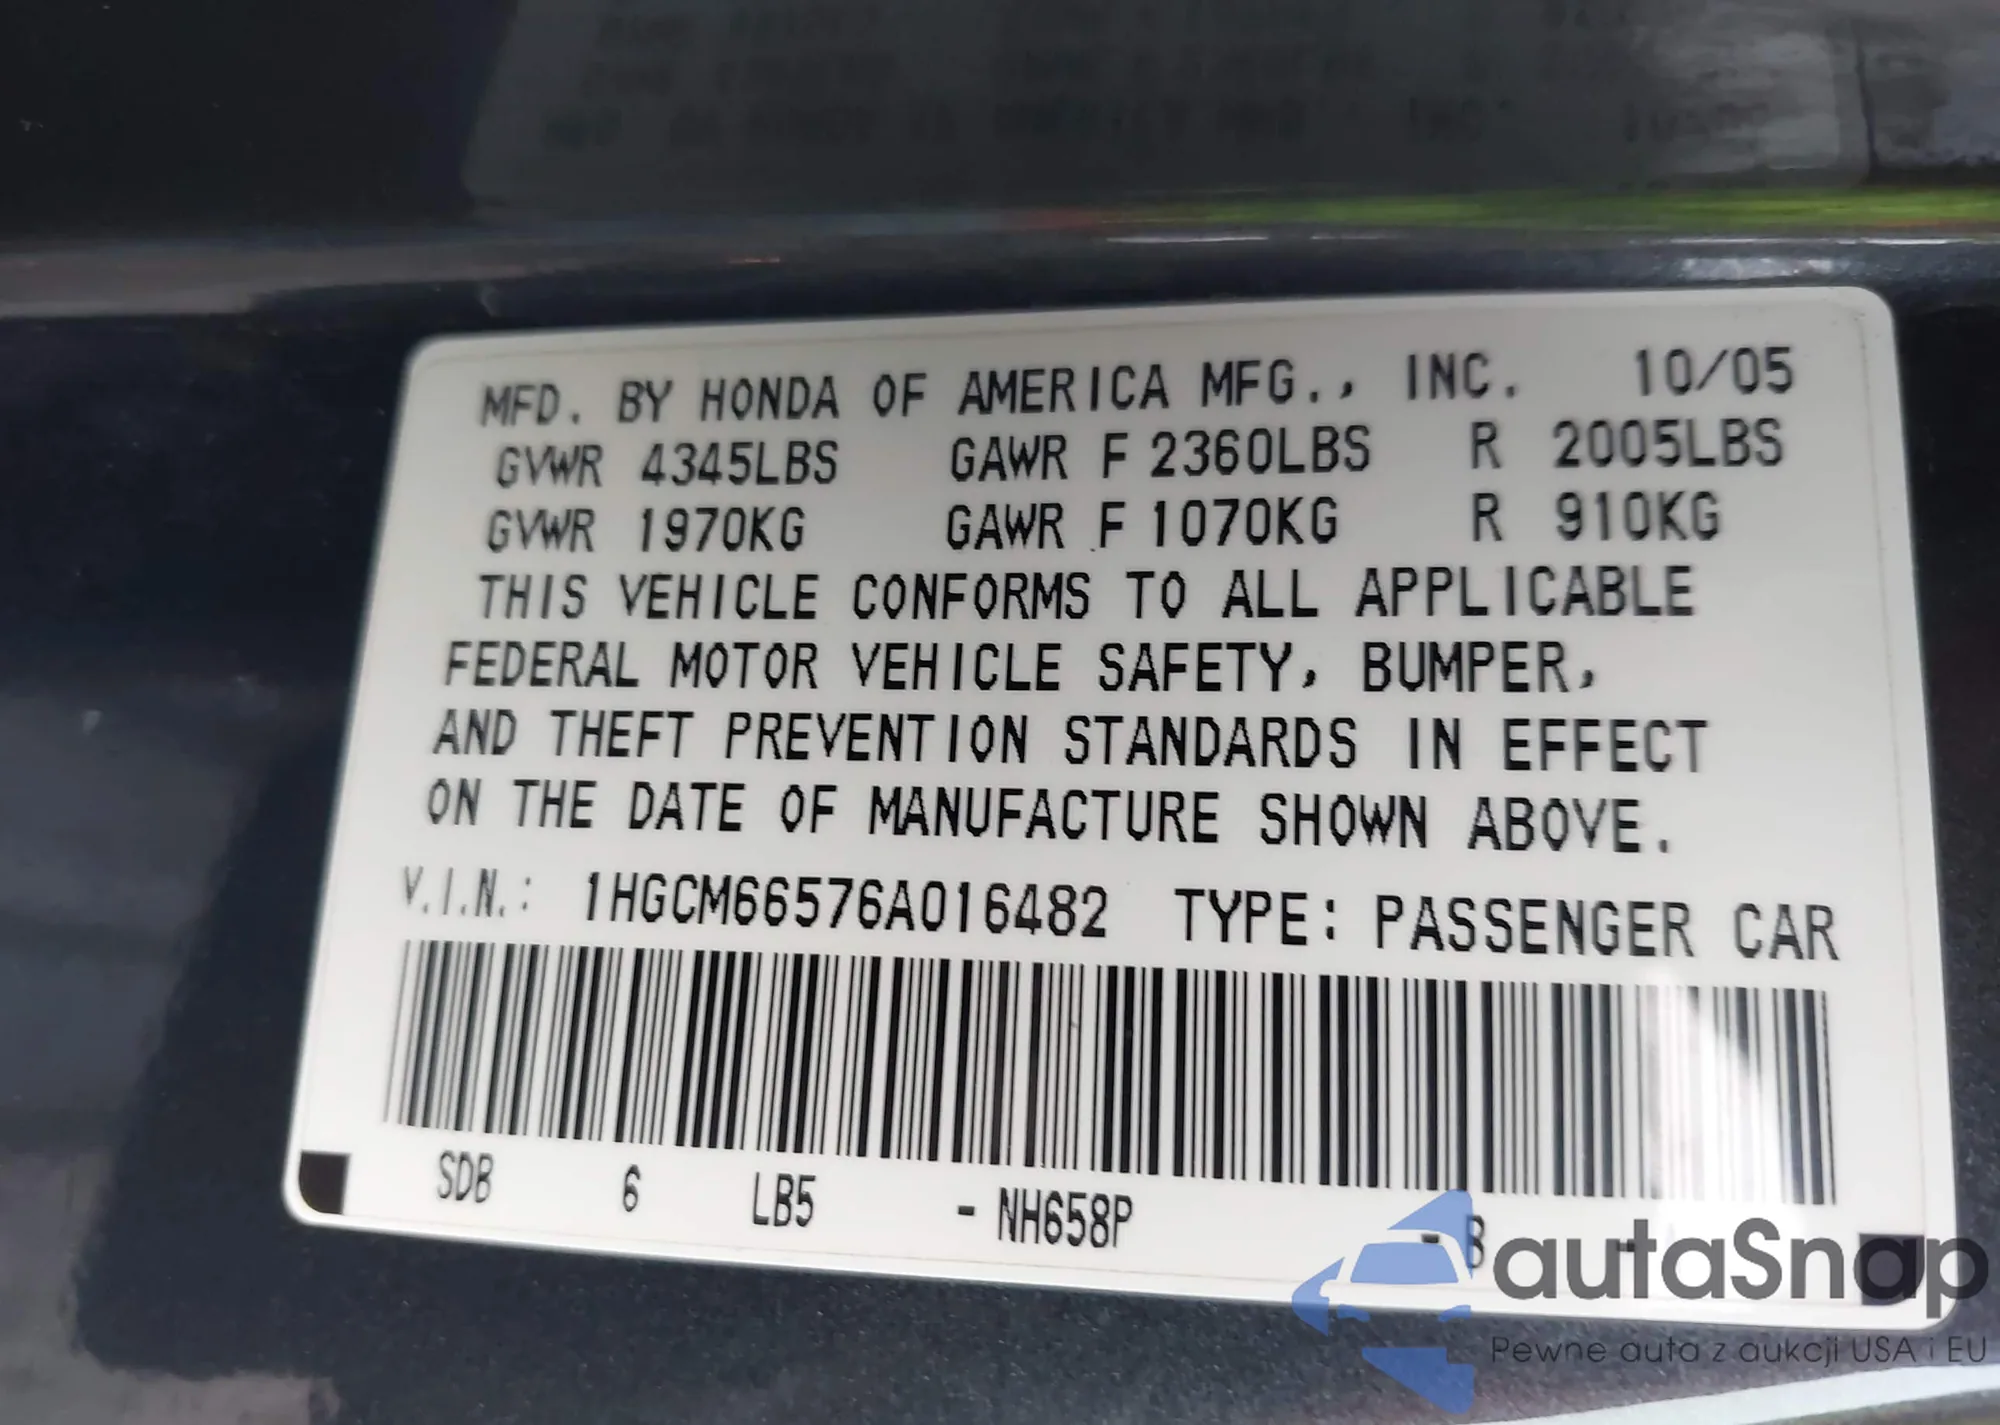 MFD. BY HONDA OF AMERICA MFG., INC. 10/05
GVWR 4345LBS GAWR F 2360LBS R 2005LBS
GVWR 1970KG GAWR F 1070KG R 910KG
THIS VEHICLE CONFORMS TO ALL APPLICABLE
FEDERAL MOTOR VEHICLE SAFETY, BUMPER,
AND THEFT PREVENTION STANDARDS IN EFFECT
ON THE DATE OF MANUFACTURE SHOWN ABOVE.
V.I.N.: 1HGCM66576A016482 TYPE: PASSENGER CAR
SDB 6 LB5 - NH658P - B
autaSnap
Pewne auta z aukcji USA i EU